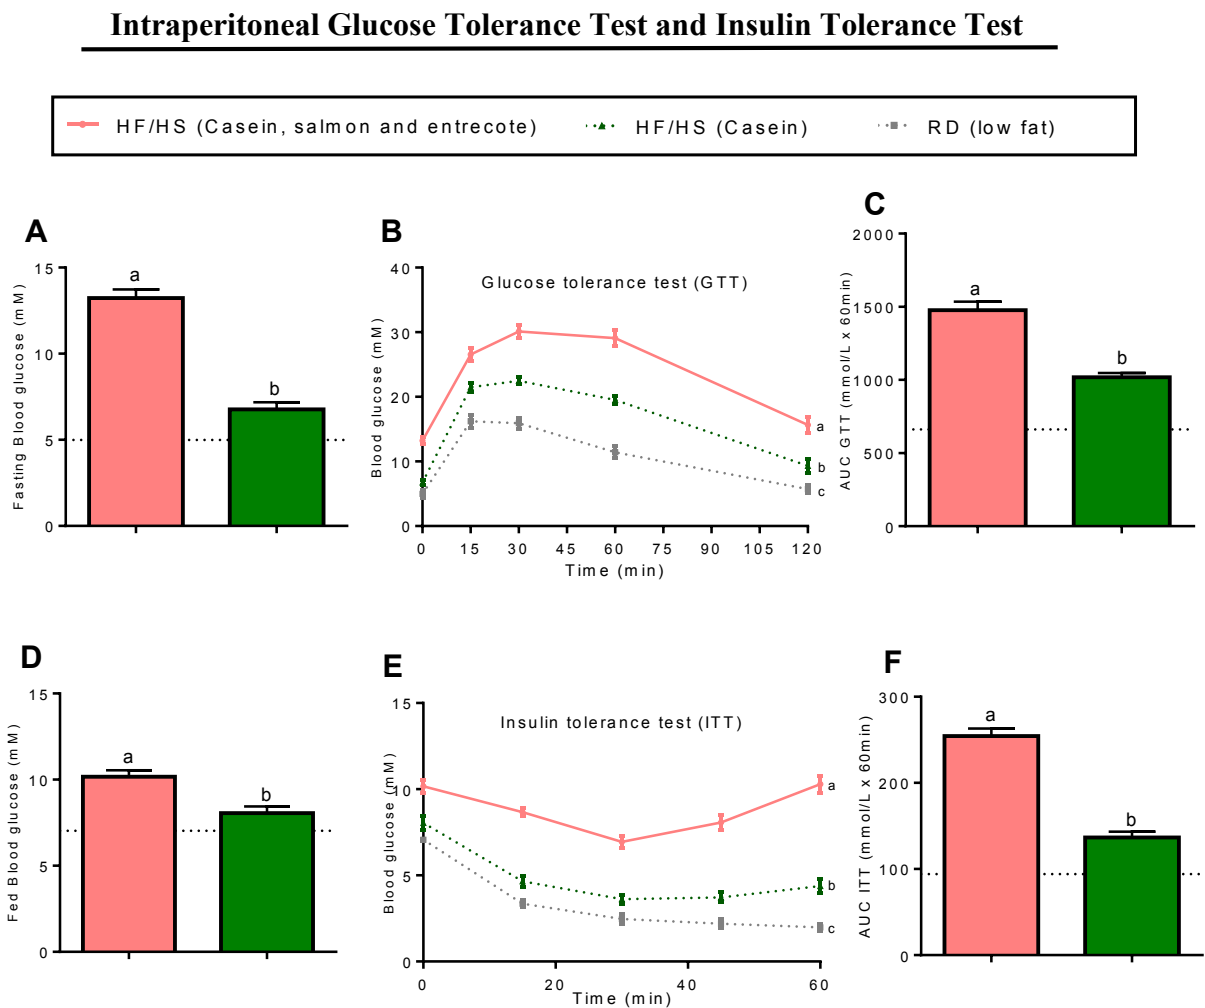 Intraperitoneal Glucose Tolerance Test and Insulin Tolerance Test
HF/HS (Casein, salmon and entrecote)
HF/HS (Casein)
RD (low fat)
A
Fasting Blood glucose (mM)
15
10
5
0
a
b
B
Glucose tolerance test (GTT)
Blood glucose (mM)
40
30
20
10
0
a
b
c
0 15 30 45 60 75 90 105 120
Time (min)
C
AUC GTT (mmol/L x 60min)
2000
1500
1000
500
0
a
b
D
Fed Blood glucose (mM)
15
10
5
0
a
b
E
Insulin tolerance test (ITT)
Blood glucose (mM)
15
10
5
0
a
b
c
0 20 40 60
Time (min)
F
AUC ITT (mmol/L x 60min)
300
200
100
0
a
b